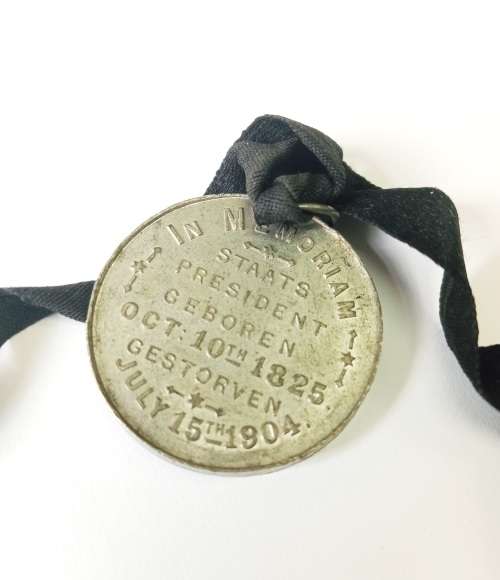 IN MEMORIAM
STAATS
PRESIDENT
GEBOREN
OCT: 10TH 1825.
GESTORVEN
JULY 15TH 1904.